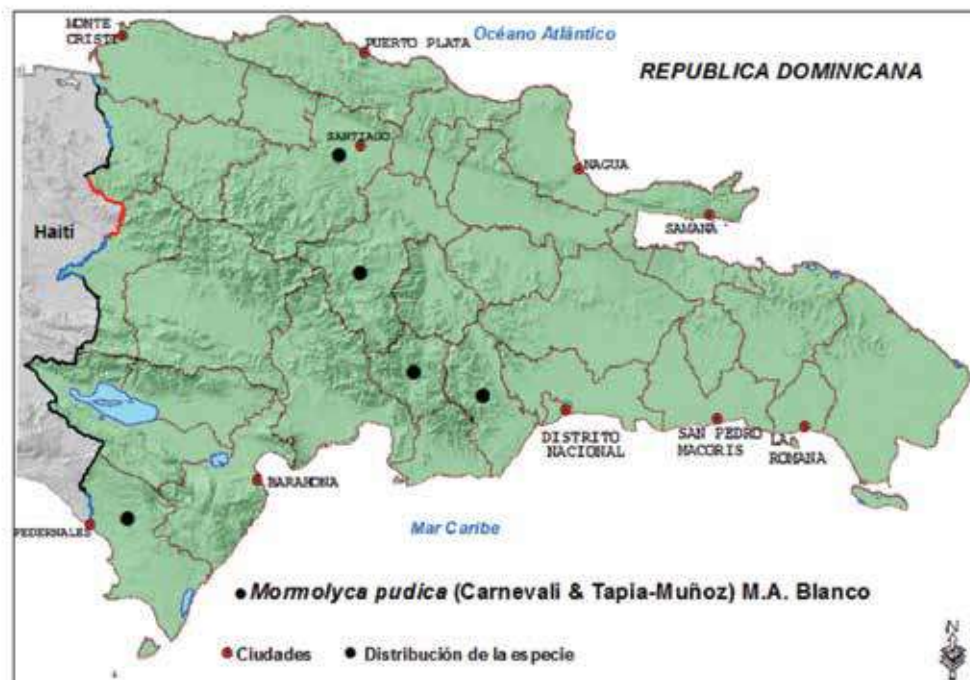 MONTE
CRISTI
Océano Atlántico
PUERTO PLATA
REPUBLICA DOMINICANA
SANTIAGO
NAGUA
SAMANA
Haití
DISTRITO
NACIONAL
SAN PEDRO
MACORIS
LA
ROMANA
BARAHONA
PEDERNALES
Mar Caribe
Mormolyca pudica (Carnevali & Tapia-Muñoz) M.A. Blanco
Ciudades
Distribución de la especie
N